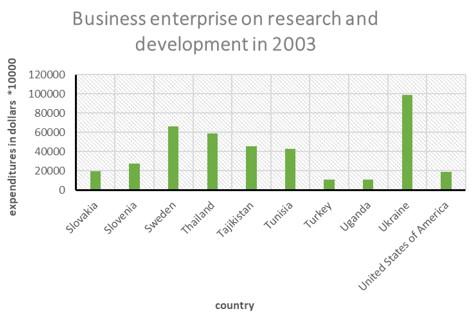 Business enterprise on research and
development in 2003
expenditures in dollars *10000
120000
100000
80000
60000
40000
20000
0
Slovakia
Slovenia
Sweden
Thailand
Tajikistan
Tunisia
Turkey
Uganda
Ukraine
United States of America
country